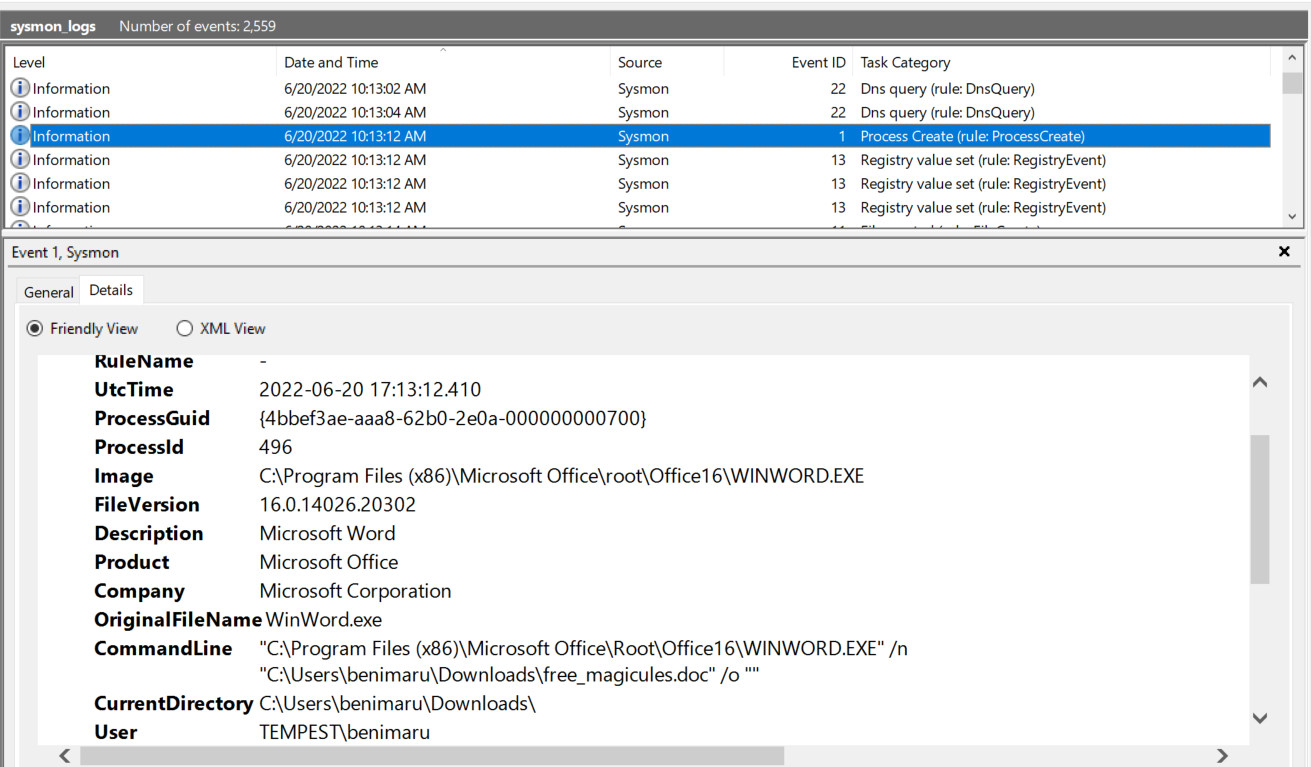 sysmon_logs Number of events: 2,559
Level Date and Time Source Event ID Task Category
Information 6/20/2022 10:13:02 AM Sysmon 22 Dns query (rule: DnsQuery)
Information 6/20/2022 10:13:04 AM Sysmon 22 Dns query (rule: DnsQuery)
Information 6/20/2022 10:13:12 AM Sysmon 1 Process Create (rule: ProcessCreate)
Information 6/20/2022 10:13:12 AM Sysmon 13 Registry value set (rule: RegistryEvent)
Information 6/20/2022 10:13:12 AM Sysmon 13 Registry value set (rule: RegistryEvent)
Information 6/20/2022 10:13:12 AM Sysmon 13 Registry value set (rule: RegistryEvent)
Event 1, Sysmon
General Details
Friendly View XML View
RuleName -
UtcTime 2022-06-20 17:13:12.410
ProcessGuid {4bbef3ae-aaa8-62b0-2e0a-000000000700}
ProcessId 496
Image C:\Program Files (x86)\Microsoft Office\root\Office16\WINWORD.EXE
FileVersion 16.0.14026.20302
Description Microsoft Word
Product Microsoft Office
Company Microsoft Corporation
OriginalFileName WinWord.exe
CommandLine "C:\Program Files (x86)\Microsoft Office\Root\Office16\WINWORD.EXE" /n
"C:\Users\benimaru\Downloads\free_magicules.doc" /o ""
CurrentDirectory C:\Users\benimaru\Downloads\
User TEMPEST\benimaru